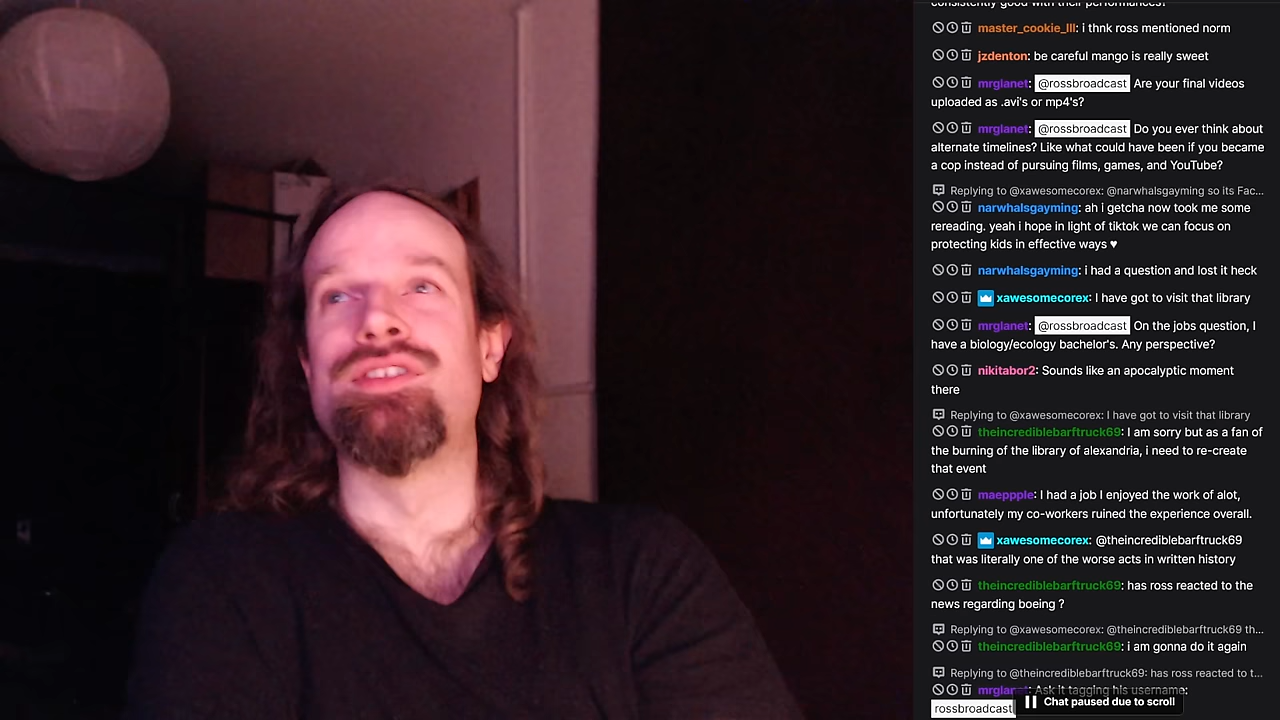 consistently good with their performances?
master_cookie_III: i thnk ross mentioned norm
jzdenton: be careful mango is really sweet
mrglanet: @rossbroadcast Are your final videos
uploaded as .avi's or mp4's?
mrglanet: @rossbroadcast Do you ever think about
alternate timelines? Like what could have been if you became
a cop instead of pursuing films, games, and YouTube?
Replying to @xawesomecorex: @narwhalsgayming so its Fac...
narwhalsgayming: ah i getcha now took me some
rereading. yeah i hope in light of tiktok we can focus on
protecting kids in effective ways ♥
narwhalsgayming: i had a question and lost it heck
xawesomecorex: I have got to visit that library
mrglanet: @rossbroadcast On the jobs question, I
have a biology/ecology bachelor's. Any perspective?
nikitabor2: Sounds like an apocalyptic moment
there
Replying to @xawesomecorex: I have got to visit that library
theincrediblebarftruck69: I am sorry but as a fan of
the burning of the library of alexandria, i need to re-create
that event
maeppple: I had a job I enjoyed the work of alot,
unfortunately my co-workers ruined the experience overall.
xawesomecorex: @theincrediblebarftruck69
that was literally one of the worse acts in written history
theincrediblebarftruck69: has ross reacted to the
news regarding boeing ?
Replying to @xawesomecorex: @theincrediblebarftruck69 th...
theincrediblebarftruck69: i am gonna do it again
Replying to @theincrediblebarftruck69: has ross reacted to t...
mrglanet: Ask it tagging his username:
rossbroadcast
Chat paused due to scroll